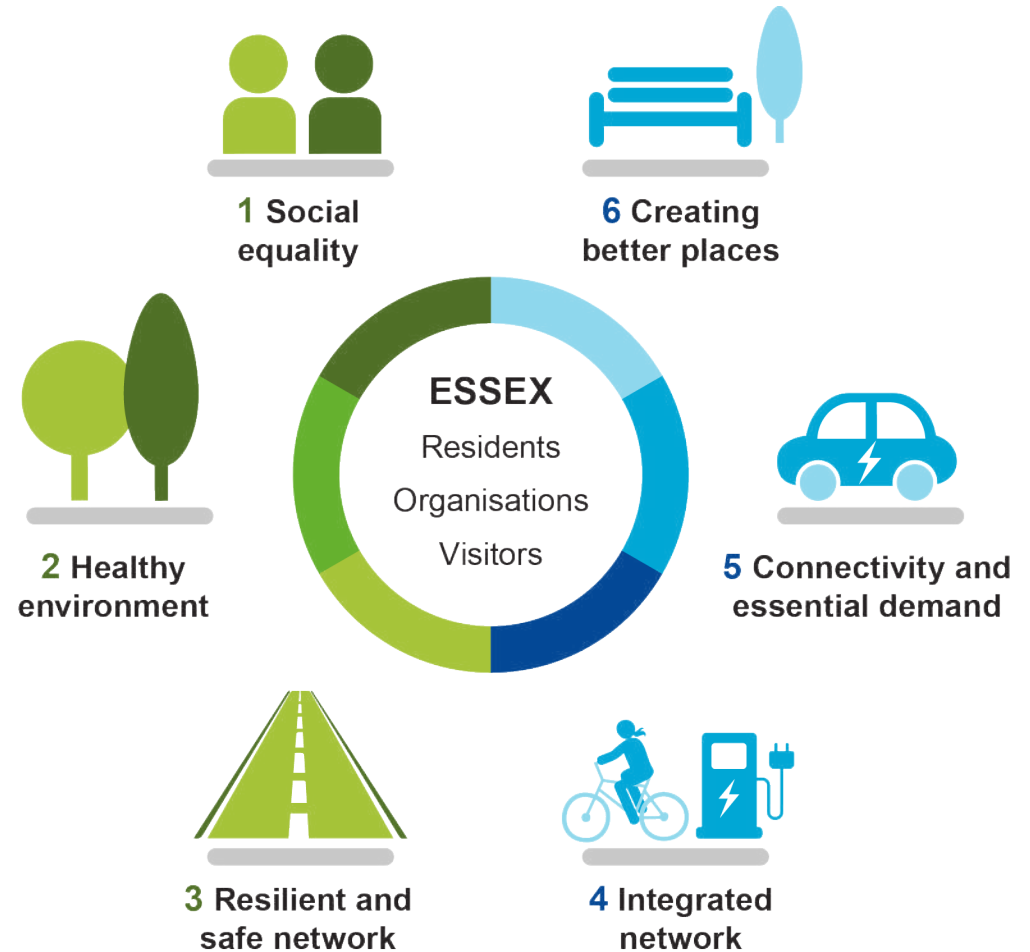 1 Social
equality
6 Creating
better places
ESSEX
Residents
Organisations
Visitors
2 Healthy
environment
5 Connectivity and
essential demand
3 Resilient and
safe network
4 Integrated
network